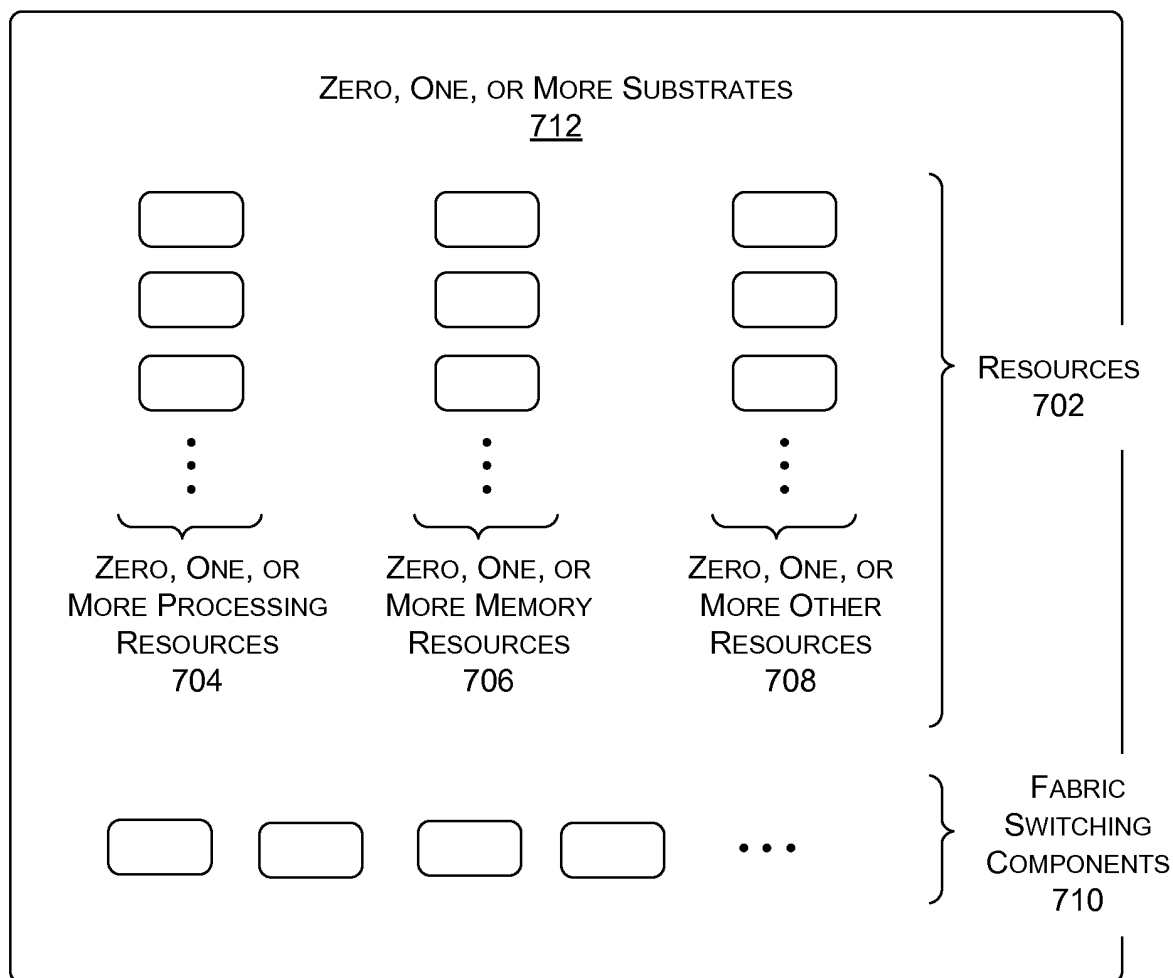 ZERO, ONE, OR MORE SUBSTRATES
712
RESOURCES
702
ZERO, ONE, OR
MORE PROCESSING
RESOURCES
704
ZERO, ONE, OR
MORE MEMORY
RESOURCES
706
ZERO, ONE, OR
MORE OTHER
RESOURCES
708
FABRIC
SWITCHING
COMPONENTS
710